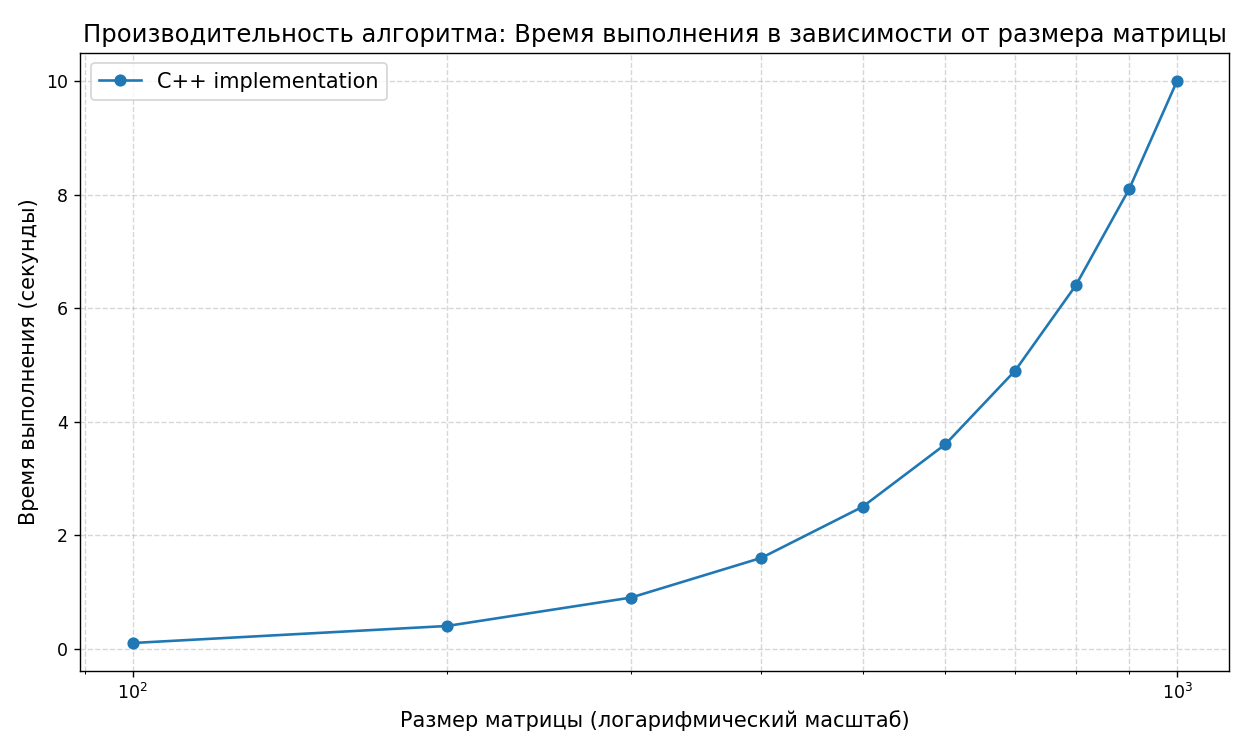 Производительность алгоритма: Время выполнения в зависимости от размера матрицы
C++ implementation
Время выполнения (секунды)
10
8
6
4
2
0
10²
10³
Размер матрицы (логарифмический масштаб)